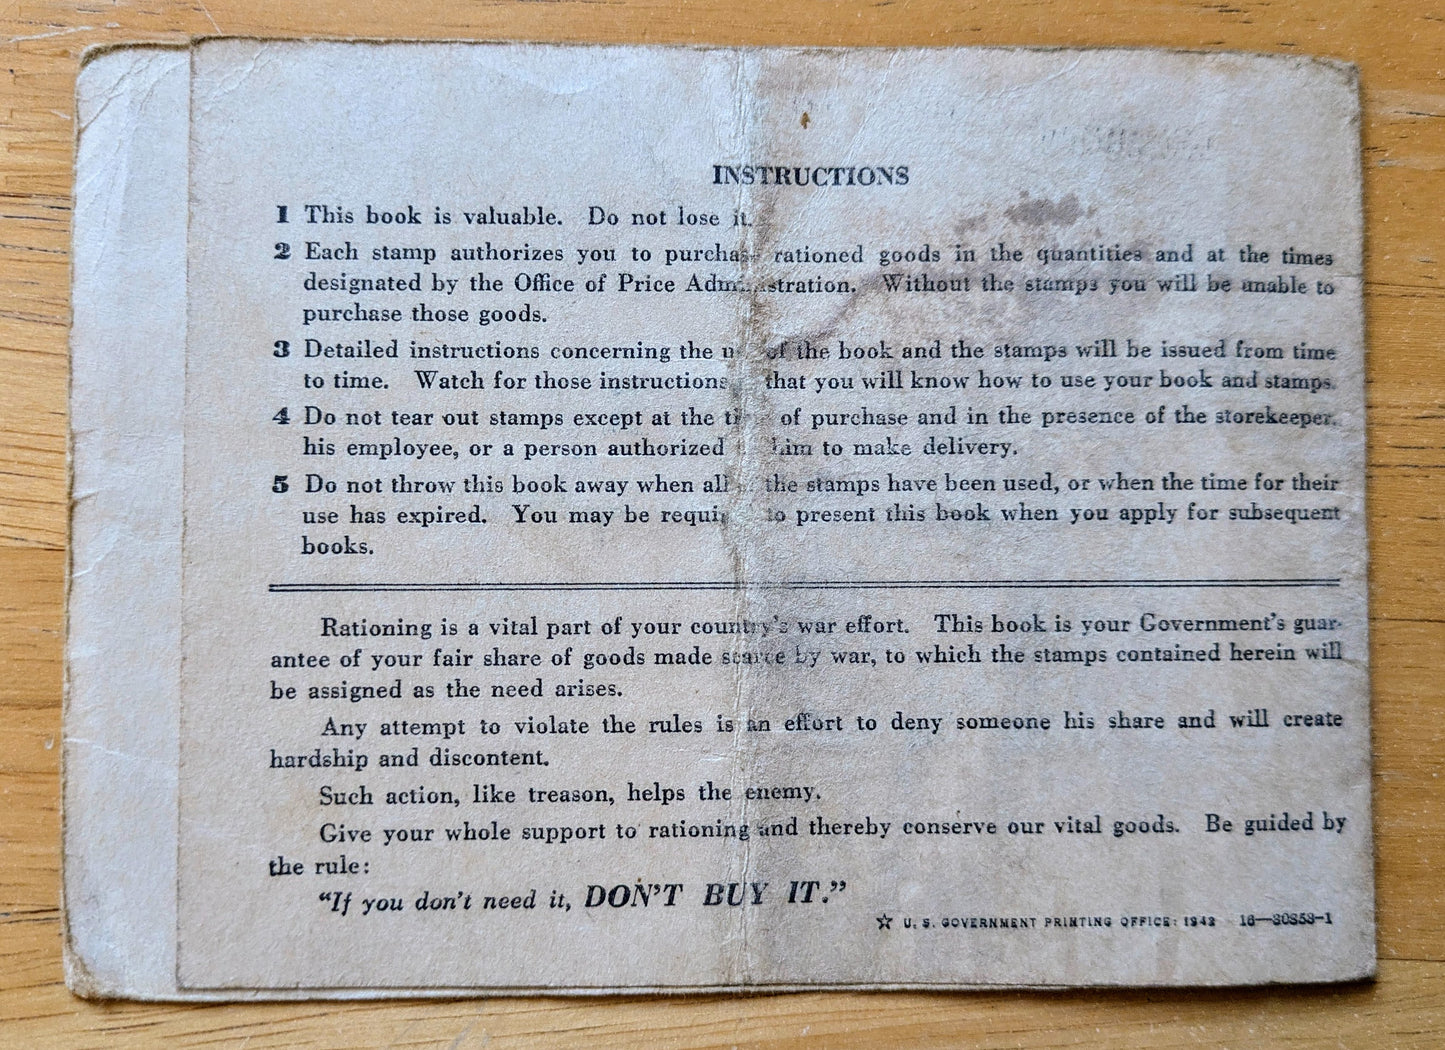 INSTRUCTIONS
1 This book is valuable. Do not lose it.
2 Each stamp authorizes you to purchase rationed goods in the quantities and at the times
designated by the Office of Price Administration. Without the stamps you will be unable to
purchase those goods.
3 Detailed instructions concerning the use of the book and the stamps will be issued from time
to time. Watch for those instructions that you will know how to use your book and stamps.
4 Do not tear out stamps except at the time of purchase and in the presence of the storekeeper,
his employee, or a person authorized by him to make delivery.
5 Do not throw this book away when all of the stamps have been used, or when the time for their
use has expired. You may be required to present this book when you apply for subsequent
books.
Rationing is a vital part of your country's war effort. This book is your Government's guar-
antee of your fair share of goods made scarce by war, to which the stamps contained herein will
be assigned as the need arises.
Any attempt to violate the rules is an effort to deny someone his share and will create
hardship and discontent.
Such action, like treason, helps the enemy.
Give your whole support to rationing and thereby conserve our vital goods. Be guided by
the rule:
"If you don't need it, DON'T BUY IT."
☆ U. S. GOVERNMENT PRINTING OFFICE: 1942